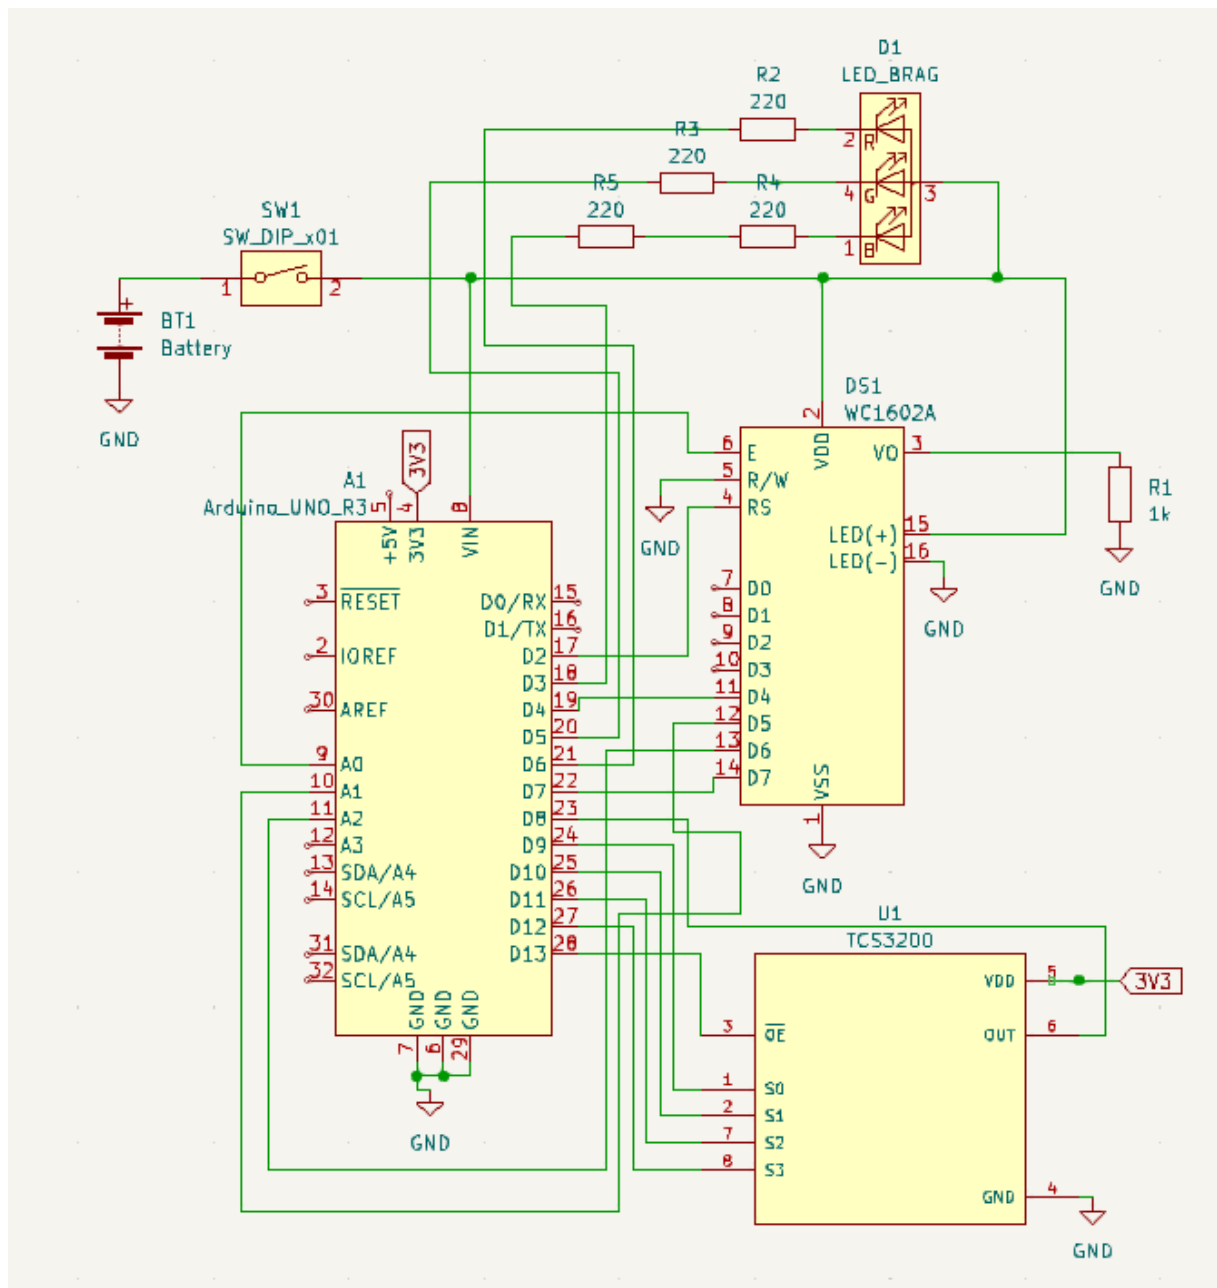 D1
LED_BRAG
R2
220
2
R
R3
220
4
G
3
R5
220
R4
220
1
B
SW1
SW_DIP_x01
1
2
+
BT1
Battery
GND
DS1
WC1602A
2
VDD
6
E
5
R/W
4
RS
GND
3
VO
R1
1k
GND
15
LED(+)
16
LED(-)
GND
7
D0
8
D1
9
D2
10
D3
11
D4
12
D5
13
D6
14
D7
VSS
1
GND
3V3
A1
Arduino_UNO_R3
5
4
8
+5V
3V3
VIN
3
RESET
2
IOREF
30
AREF
9
A0
10
A1
11
A2
12
A3
13
SDA/A4
14
SCL/A5
31
SDA/A4
32
SCL/A5
D0/RX
15
D1/TX
16
D2
17
D3
18
D4
19
D5
20
D6
21
D7
22
D8
23
D9
24
D10
25
D11
26
D12
27
D13
28
GND
GND
GND
7
6
29
GND
U1
TCS3200
VDD
5
3V3
OUT
6
3
OE
1
S0
2
S1
7
S2
8
S3
GND
4
GND